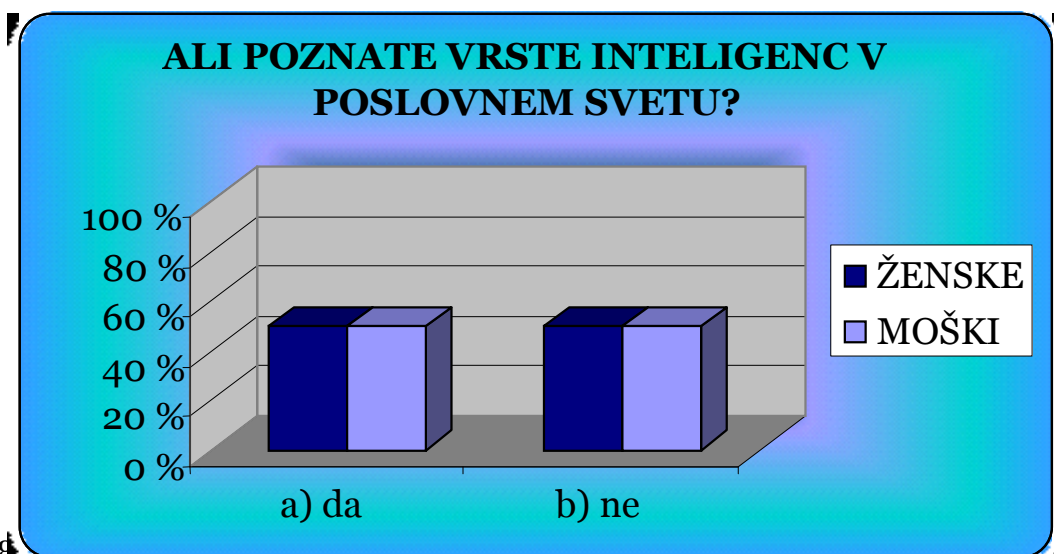 ALI POZNATE VRSTE INTELIGENC V
POSLOVNEM SVETU?
100 %
80 %
60 %
40 %
20 %
0 %
a) da
b) ne
ŽENSKE
MOŠKI